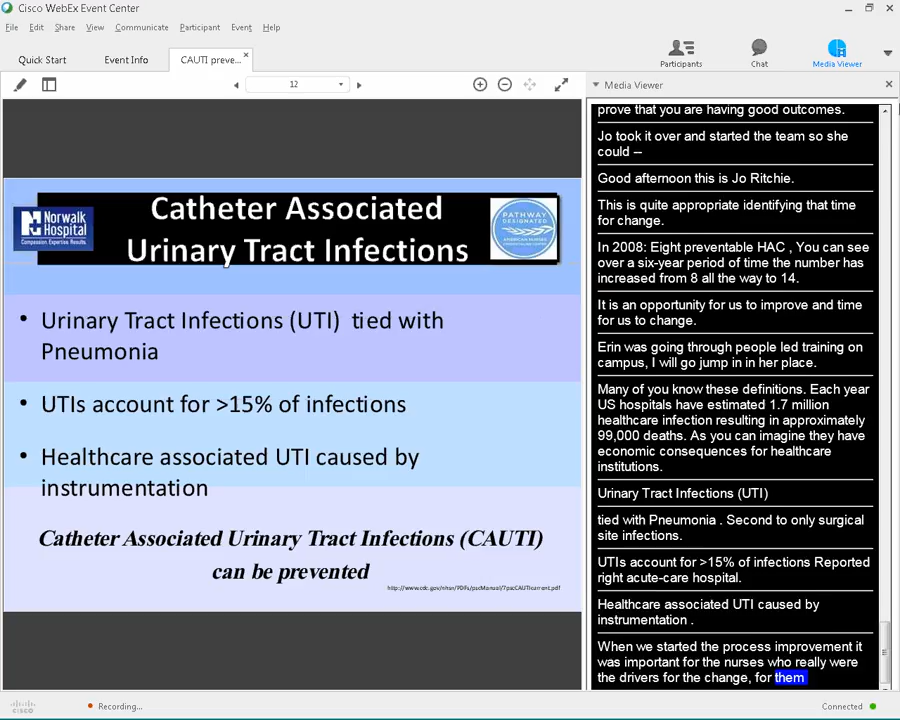 Cisco WebEx Event Center
File Edit Share View Communicate Participant Event Help
Quick Start Event Info CAUTI preve...
Participants Chat Media Viewer
12
Media Viewer
Norwalk
Hospital
Compassion. Expertise. Results.
Catheter Associated
Urinary Tract Infections
PATHWAY
DESIGNATED
AMERICAN NURSES
CREDENTIALING CENTER
• Urinary Tract Infections (UTI) tied with
Pneumonia
• UTIs account for >15% of infections
• Healthcare associated UTI caused by
instrumentation
Catheter Associated Urinary Tract Infections (CAUTI)
can be prevented
prove that you are having good outcomes.
Jo took it over and started the team so she
could –
Good afternoon this is Jo Ritchie.
This is quite appropriate identifying that time
for change.
In 2008: Eight preventable HAC , You can see
over a six-year period of time the number has
increased from 8 all the way to 14.
It is an opportunity for us to improve and time
for us to change.
Erin was going through people led training on
campus, I will go jump in in her place.
Many of you know these definitions. Each year
US hospitals have estimated 1.7 million
healthcare infection resulting in approximately
99,000 deaths. As you can imagine they have
economic consequences for healthcare
institutions.
Urinary Tract Infections (UTI)
tied with Pneumonia . Second to only surgical
site infections.
UTIs account for >15% of infections Reported
right acute-care hospital.
Healthcare associated UTI caused by
instrumentation .
When we started the process improvement it
was important for the nurses who really were
the drivers for the change, for them
cisco
Recording...
Connected